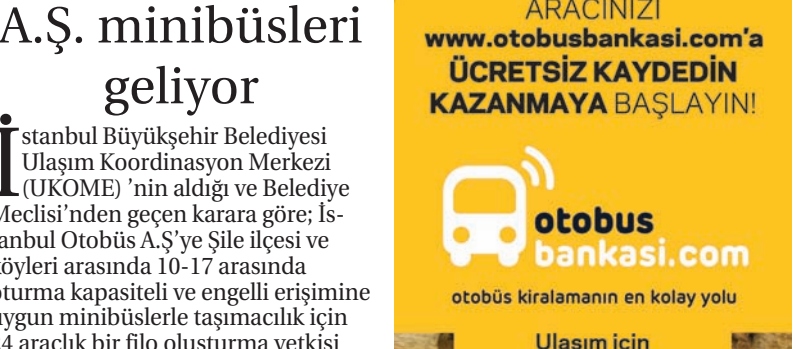 A.Ş. minibüsleri
geliyor
İstanbul Büyükşehir Belediyesi
Ulaşım Koordinasyon Merkezi
(UKOME) ’nin aldığı ve Belediye
Meclisi’nden geçen karara göre; İs-
tanbul Otobüs A.Ş’ye Şile ilçesi ve
köyleri arasında 10-17 arasında
oturma kapasiteli ve engelli erişimine
uygun minibüslerle taşımacılık için
araçlık bir filo oluşturma yetkisi
ARACINIZI
www.otobusbankasi.com’a
ÜCRETSİZ KAYDEDİN
KAZANMAYA BAŞLAYIN!
otobus
bankasi.com
otobüs kiralamanın en kolay yolu
Ulaşım için